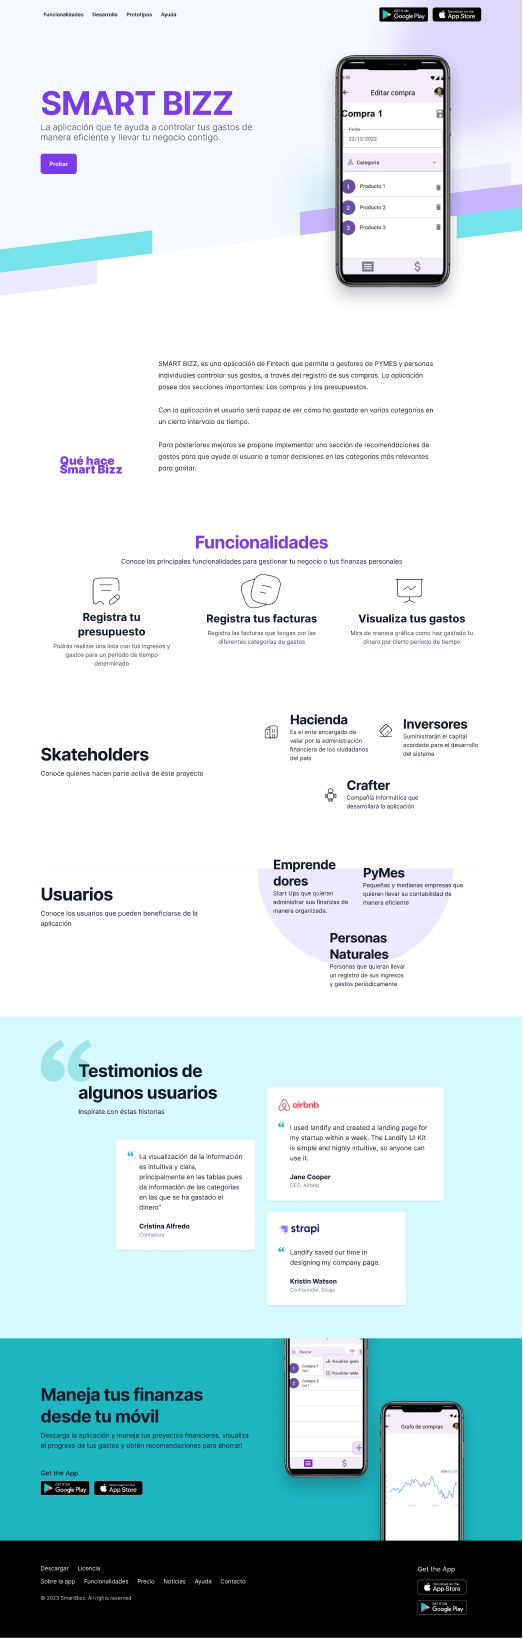 Funcionalidades Desarrollo Prototipos Ayuda
GET IT ON
Google Play
Download on the
App Store
SMART BIZZ
La aplicación que te ayuda a controlar tus gastos de
manera eficiente y llevar tu negocio contigo.
Probar
Editar compra
Compra 1
Fecha
22/12/2022
Categoría
1 Producto 1
2 Producto 2
3 Producto 3
SMART BIZZ, es una aplicación de Fintech que permite a gestores de PYMES y personas
individuales controlar sus gastos, a través del registro de sus compras. La aplicación
posee dos secciones importantes: Las compras y los presupuestos.
Con la aplicación el usuario será capaz de ver cómo ha gastado en varias categorías en
un cierto intervalo de tiempo.
Para posteriores mejoras se propone implementar una sección de recomendaciones de
gastos para que ayude al usuario a tomar decisiones en las categorías más relevantes
para gastar.
Qué hace
Smart Bizz
Funcionalidades
Conoce las principales funcionalidades para gestionar tu negocio o tus finanzas personales
Registra tu
presupuesto
Podrás realizar una lista con tus ingresos y
gastos para un período de tiempo
determinado
Registra tus facturas
Registra las facturas que tengas por las
diferentes categorías de gastos
Visualiza tus gastos
Mira de manera gráfica como haz gastado tu
dinero por cierto período de tiempo
Skateholders
Conoce quienes hacen parte activa de éste proyecto
Hacienda
Es el ente encargado de
velar por la administración
financiera de los ciudadanos
del país
Inversores
Suministrarán el capital
acordado para el desarrollo
del sistema
Crafter
Compañía Informática que
desarrollará la aplicación
Usuarios
Conoce los usuarios que pueden beneficiarse de la
aplicación
Emprende
dores
Start Ups que quieran
administrar sus finanzas de
manera organizada.
PyMes
Pequeñas y medianas empresas que
quieran llevar su contabilidad de
manera eficiente
Personas
Naturales
Personas que quieran llevar
un registro de sus ingresos
y gastos periódicamente
Testimonios de
algunos usuarios
Inspírate con éstas historias
airbnb
I used landify and created a landing page for
my startup within a week. The Landify UI Kit
is simple and highly intuitive, so anyone can
use it.
Jane Cooper
CEO, Airbnb
La visualización de la información
es intuitiva y clara,
principalmente en las tablas pues
da información de las categorías
en las que se ha gastado el
dinero"
Cristina Alfredo
Contadora
strapi
Landify saved our time in
designing my company page.
Kristin Watson
Co-Founder, Strapi
Maneja tus finanzas
desde tu móvil
Descarga la aplicación y maneja tus proyectos financieros, visualiza
el progreso de tus gastos y obtén recomendaciones para ahorrar!
Get the App
GET IT ON
Google Play
Download on the
App Store
Buscar
Visualizar grafo
Visualizar tabla
1 Compra 1
2 Compra 2
Grafo de compras
Descargar Licencia
Sobre la app Funcionalidades Precio Noticias Ayuda Contacto
© 2023 SmartBizz. All rights reserved
Get the App
Download on the
App Store
GET IT ON
Google Play